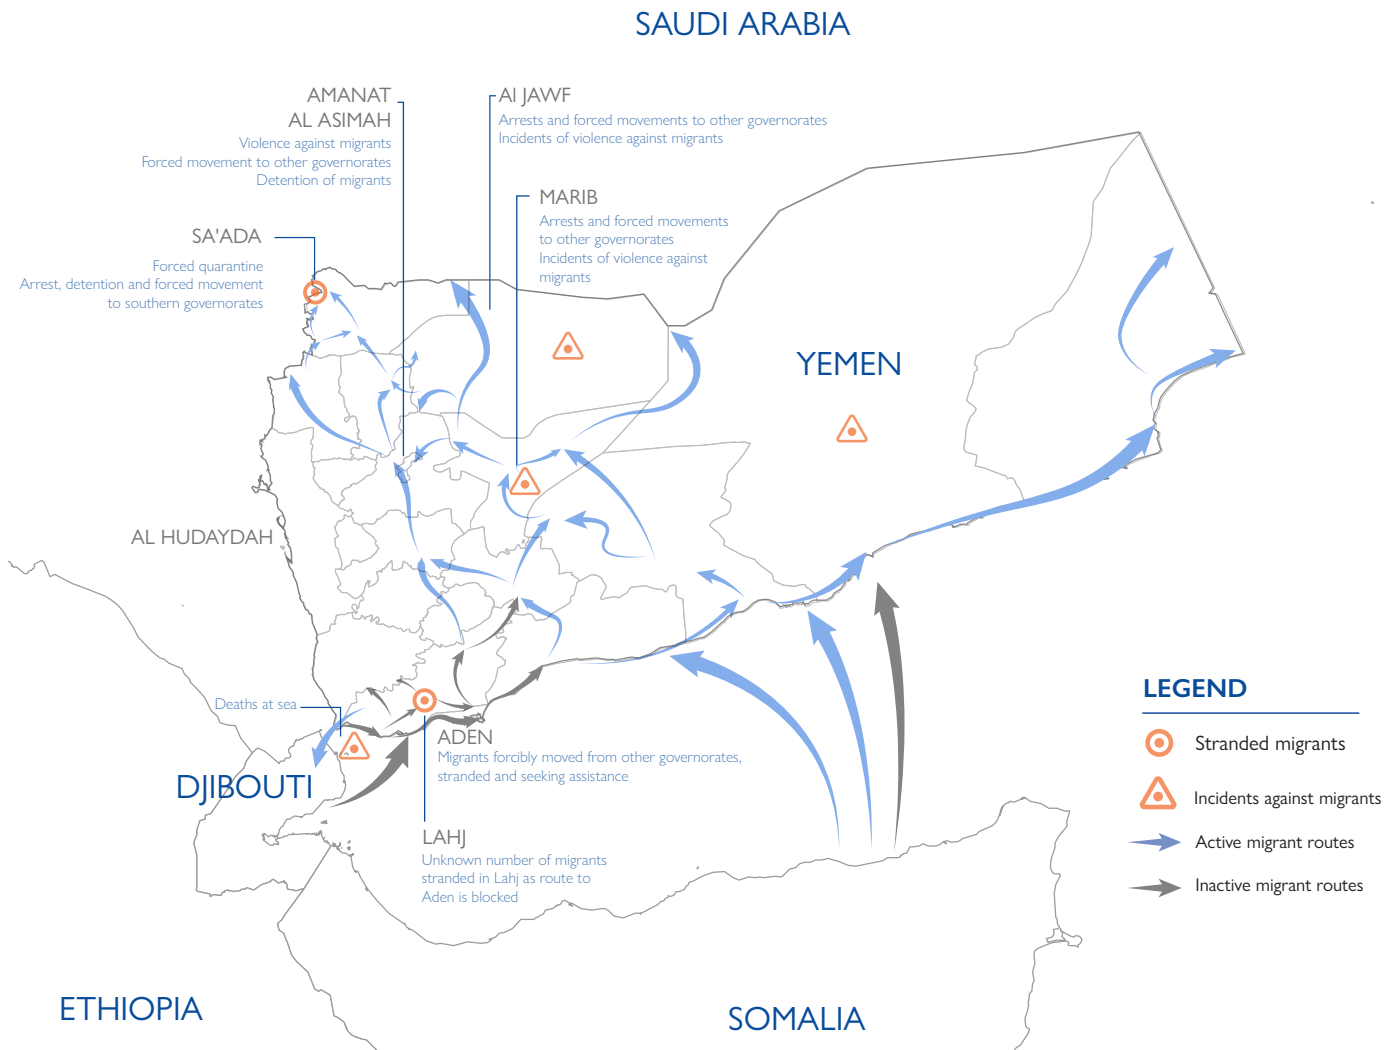 SAUDI ARABIA
AMANAT
AL ASIMAH
Violence against migrants
Forced movement to other governorates
Detention of migrants
Al JAWF
Arrests and forced movements to other governorates
Incidents of violence against migrants
MARIB
Arrests and forced movements
to other governorates
Incidents of violence against
migrants
SA'ADA
Forced quarantine
Arrest, detention and forced movement
to southern governorates
YEMEN
AL HUDAYDAH
Deaths at sea
ADEN
Migrants forcibly moved from other governorates,
stranded and seeking assistance
DJIBOUTI
LAHJ
Unknown number of migrants
stranded in Lahj as route to
Aden is blocked
LEGEND
Stranded migrants
Incidents against migrants
Active migrant routes
Inactive migrant routes
ETHIOPIA
SOMALIA